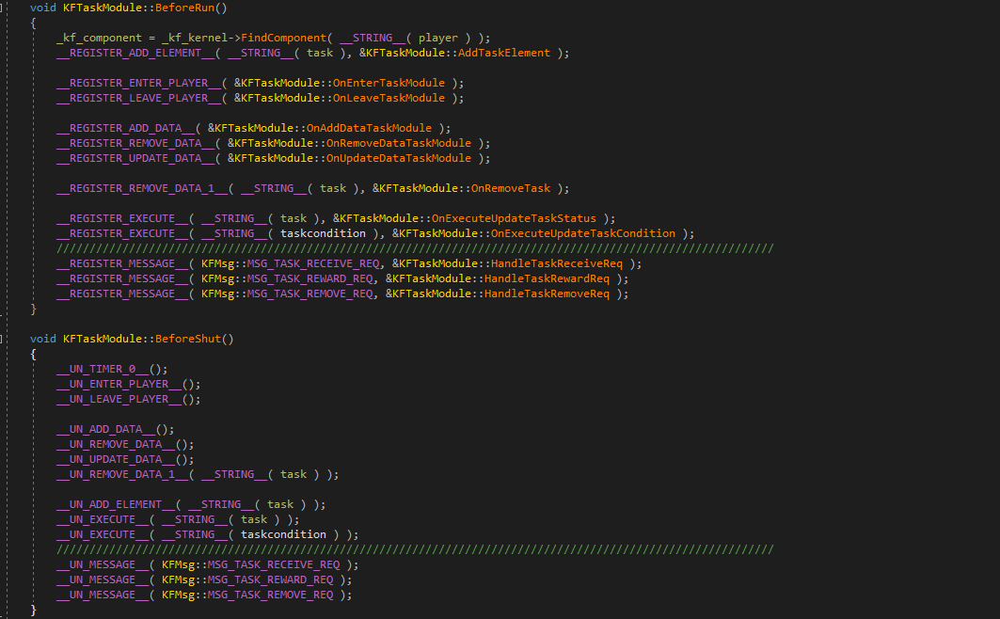 void KFTaskModule::BeforeRun()
{
    _kf_component = _kf_kernel->FindComponent( __STRING__( player ) );
    __REGISTER_ADD_ELEMENT__( __STRING__( task ), &KFTaskModule::AddTaskElement );

    __REGISTER_ENTER_PLAYER__( &KFTaskModule::OnEnterTaskModule );
    __REGISTER_LEAVE_PLAYER__( &KFTaskModule::OnLeaveTaskModule );

    __REGISTER_ADD_DATA__( &KFTaskModule::OnAddDataTaskModule );
    __REGISTER_REMOVE_DATA__( &KFTaskModule::OnRemoveDataTaskModule );
    __REGISTER_UPDATE_DATA__( &KFTaskModule::OnUpdateDataTaskModule );

    __REGISTER_REMOVE_DATA_1__( __STRING__( task ), &KFTaskModule::OnRemoveTask );

    __REGISTER_EXECUTE__( __STRING__( task ), &KFTaskModule::OnExecuteUpdateTaskStatus );
    __REGISTER_EXECUTE__( __STRING__( taskcondition ), &KFTaskModule::OnExecuteUpdateTaskCondition );
    //////////////////////////////////////////////////////////////////////////////////////////////////////////////
    __REGISTER_MESSAGE__( KFMsg::MSG_TASK_RECEIVE_REQ, &KFTaskModule::HandleTaskReceiveReq );
    __REGISTER_MESSAGE__( KFMsg::MSG_TASK_REWARD_REQ, &KFTaskModule::HandleTaskRewardReq );
    __REGISTER_MESSAGE__( KFMsg::MSG_TASK_REMOVE_REQ, &KFTaskModule::HandleTaskRemoveReq );
}

void KFTaskModule::BeforeShut()
{
    __UN_TIMER_0__();
    __UN_ENTER_PLAYER__();
    __UN_LEAVE_PLAYER__();

    __UN_ADD_DATA__();
    __UN_REMOVE_DATA__();
    __UN_UPDATE_DATA__();
    __UN_REMOVE_DATA_1__( __STRING__( task ) );

    __UN_ADD_ELEMENT__( __STRING__( task ) );
    __UN_EXECUTE__( __STRING__( task ) );
    __UN_EXECUTE__( __STRING__( taskcondition ) );
    //////////////////////////////////////////////////////////////////////////////////////////////////////////////
    __UN_MESSAGE__( KFMsg::MSG_TASK_RECEIVE_REQ );
    __UN_MESSAGE__( KFMsg::MSG_TASK_REWARD_REQ );
    __UN_MESSAGE__( KFMsg::MSG_TASK_REMOVE_REQ );
}